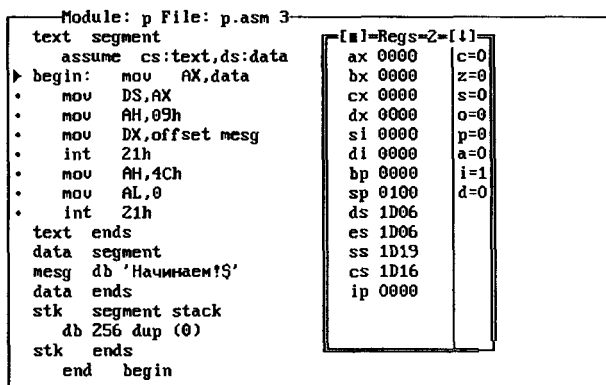 Module: p File: p.asm 3
text segment
assume cs:text,ds:data
begin: mov AX,data
mov DS,AX
mov AH,09h
mov DX,offset mesg
int 21h
mov AH,4Ch
mov AL,0
int 21h
text ends
data segment
mesg db 'Начинаем!$'
data ends
stk segment stack
db 256 dup (0)
stk ends
end begin
[■]=Regs=2=[↓]
ax 0000 c=0
bx 0000 z=0
cx 0000 s=0
dx 0000 o=0
si 0000 p=0
di 0000 a=0
bp 0000 i=1
sp 0100 d=0
ds 1D06
es 1D06
ss 1D19
cs 1D16
ip 0000